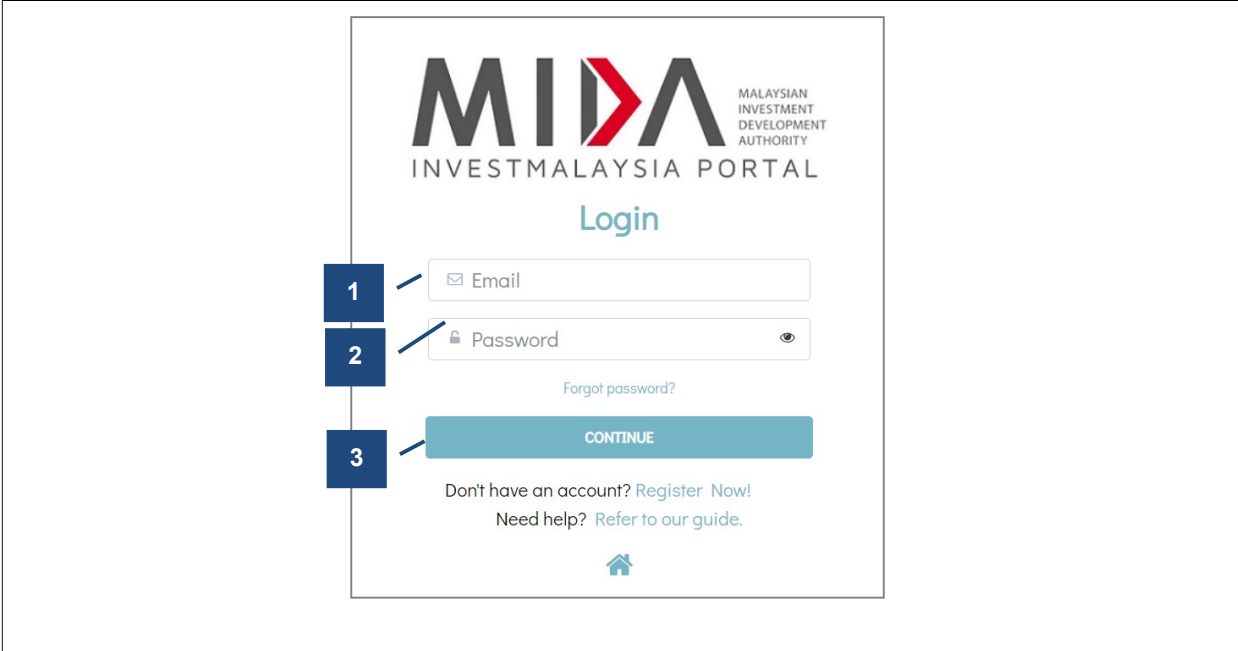 MIDA
MALAYSIAN
INVESTMENT
DEVELOPMENT
AUTHORITY
INVESTMALAYSIA PORTAL
Login
1
Email
2
Password
Forgot password?
3
CONTINUE
Don't have an account? Register Now!
Need help? Refer to our guide.